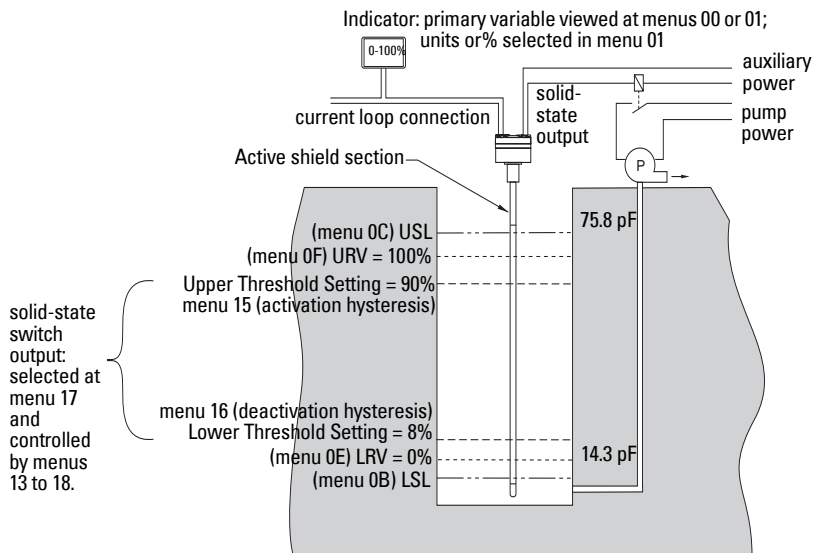 Indicator: primary variable viewed at menus 00 or 01;
units or% selected in menu 01
0-100%
auxiliary
power
solid-
state
output
current loop connection
pump
power
P
Active shield section
75.8 pF
(menu 0C) USL
(menu 0F) URV = 100%
Upper Threshold Setting = 90%
menu 15 (activation hysteresis)
solid-state
switch
output:
selected at
menu 17
and
controlled
by menus
13 to 18.
menu 16 (deactivation hysteresis)
Lower Threshold Setting = 8%
(menu 0E) LRV = 0%
14.3 pF
(menu 0B) LSL